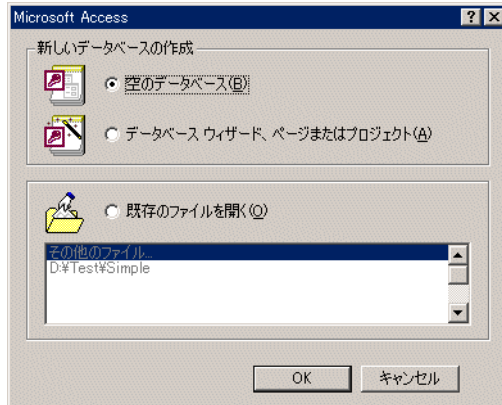 Microsoft Access
新しいデータベースの作成
空のデータベース(B)
データベース ウィザード、ページまたはプロジェクト(A)
既存のファイルを開く(O)
その他のファイル...
D:¥Test¥Simple
OK
キャンセル